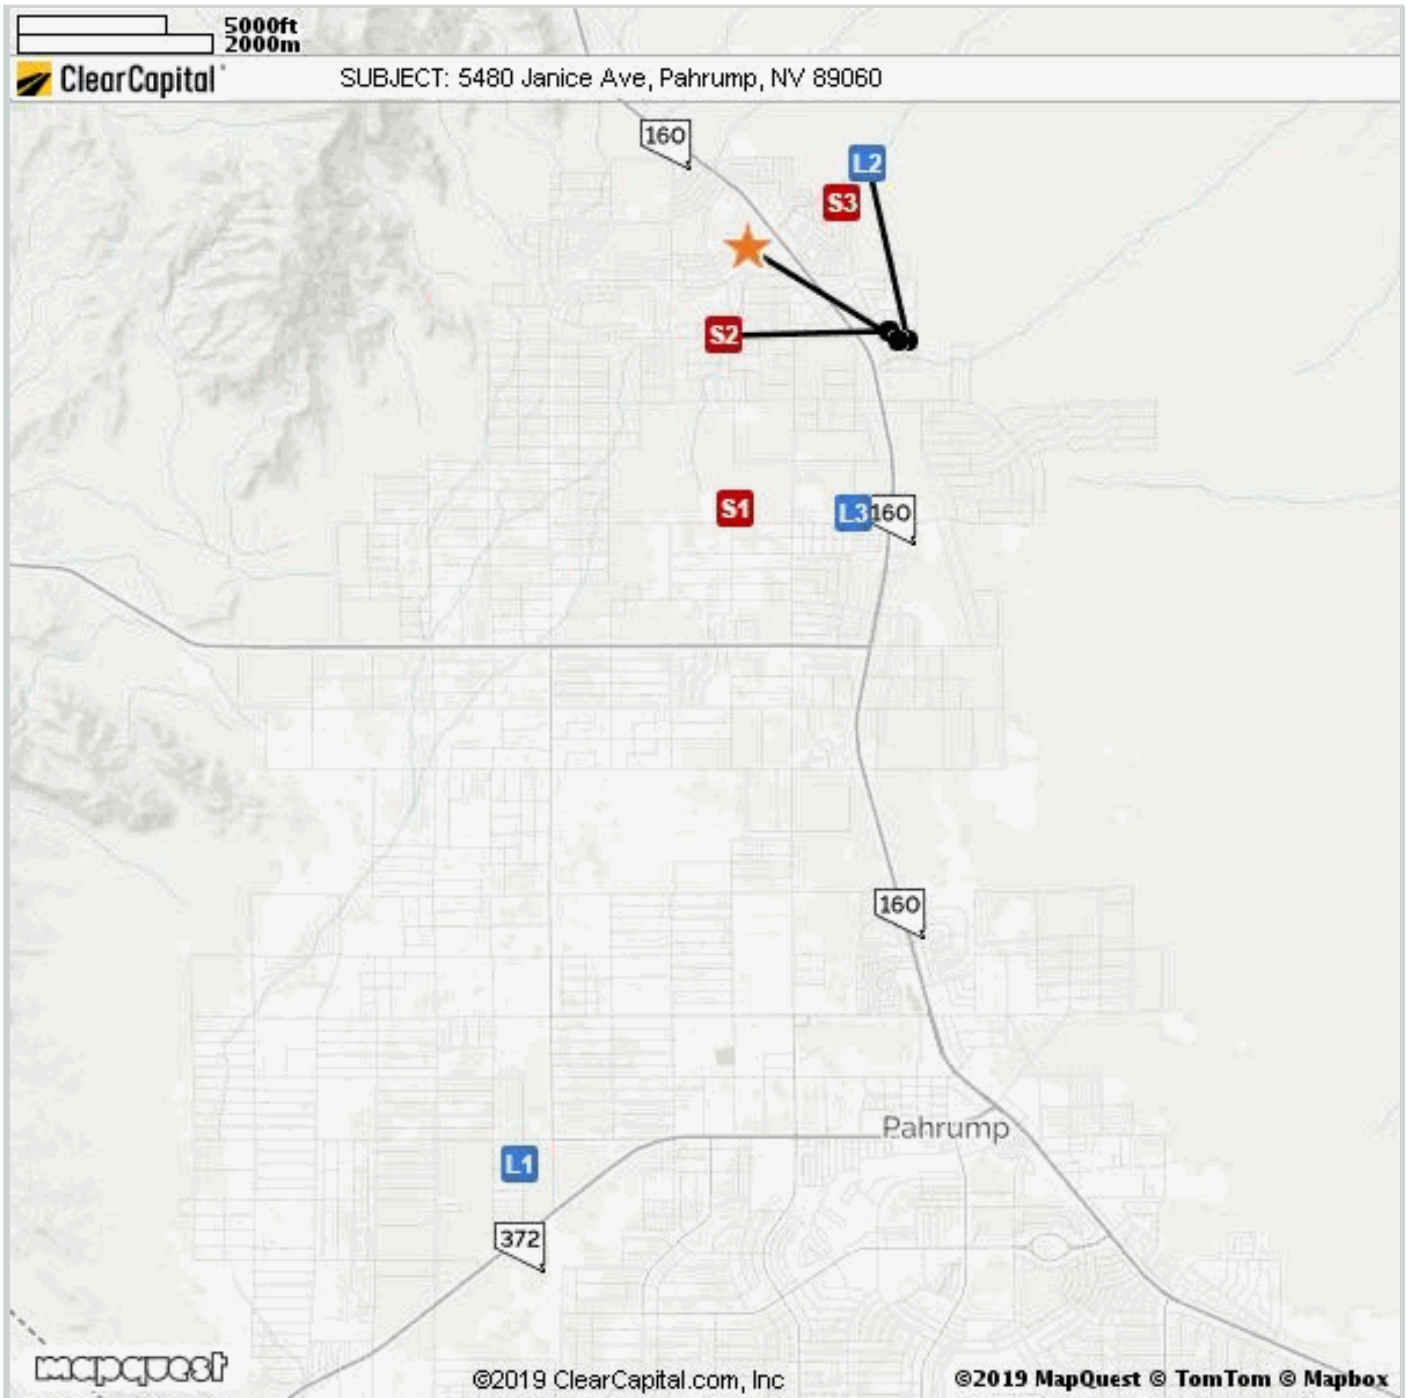 5000ft
2000m
ClearCapital
SUBJECT: 5480 Janice Ave, Pahrump, NV 89060
160
L2
S3
S2
S1
L3
160
160
Pahrump
L1
372
mapquest
©2019 ClearCapital.com, Inc
©2019 MapQuest © TomTom © Mapbox